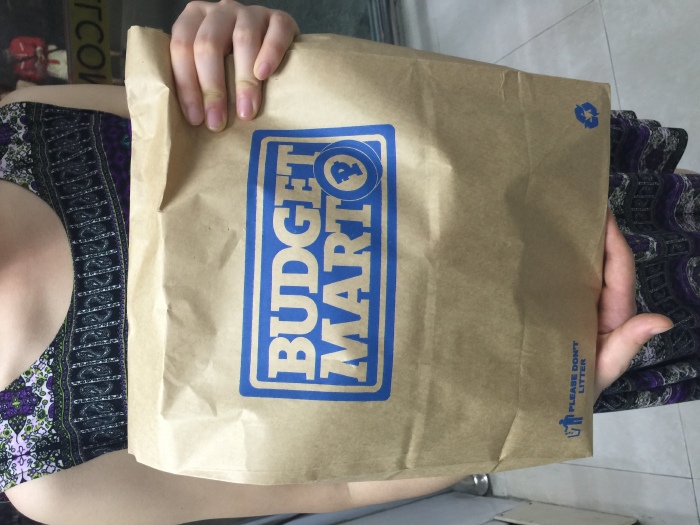 BUDGET
MART
₱
PLEASE DON'T
LITTER